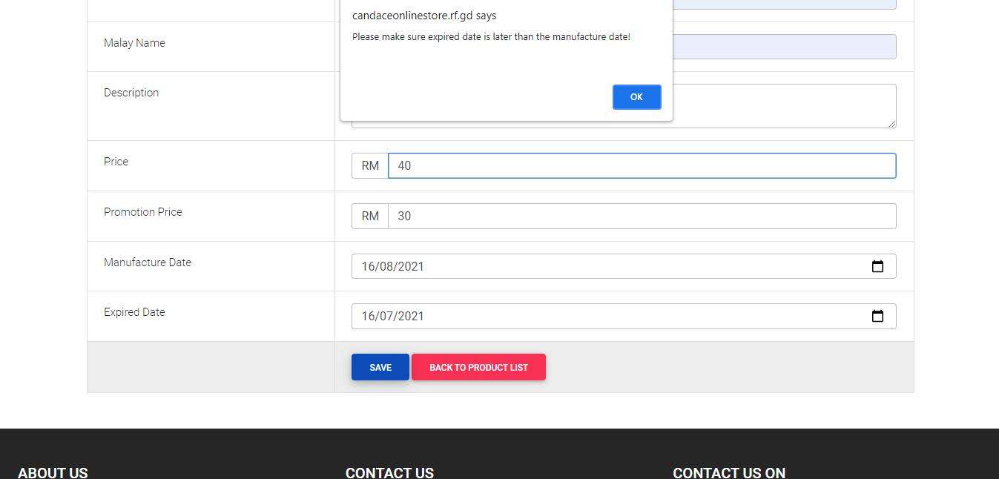 candaceonlinestore.rf.gd says
Please make sure expired date is later than the manufacture date!
OK
Malay Name
Description
Price
RM 40
Promotion Price
RM 30
Manufacture Date
16/08/2021
Expired Date
16/07/2021
SAVE BACK TO PRODUCT LIST
ABOUT US CONTACT US CONTACT US ON